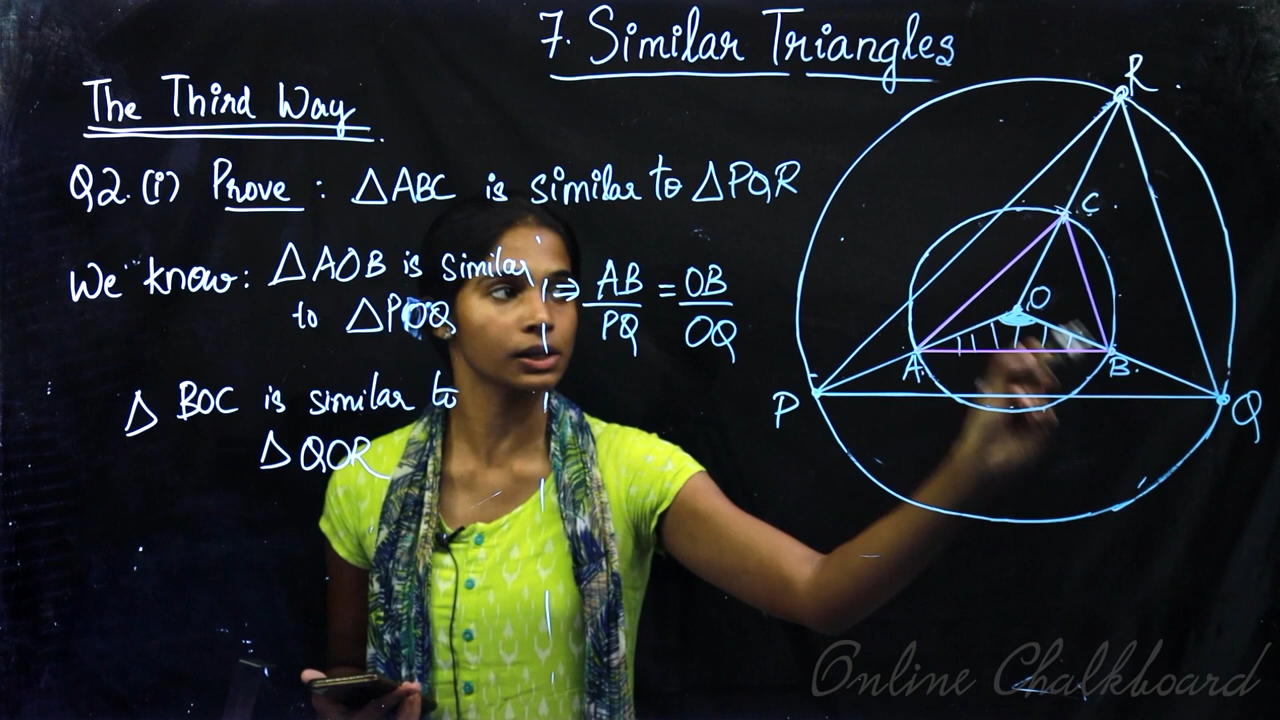 7. Similar Triangles
The Third Way
Q2.(i) Prove : △ABC is similar to △PQR
We know: △AOB is similar
to △POQ
⇒ AB/PQ = OB/OQ
△ BOC is similar to
△QOR
R
C
O
A
B
P
Q
Online Chalkboard